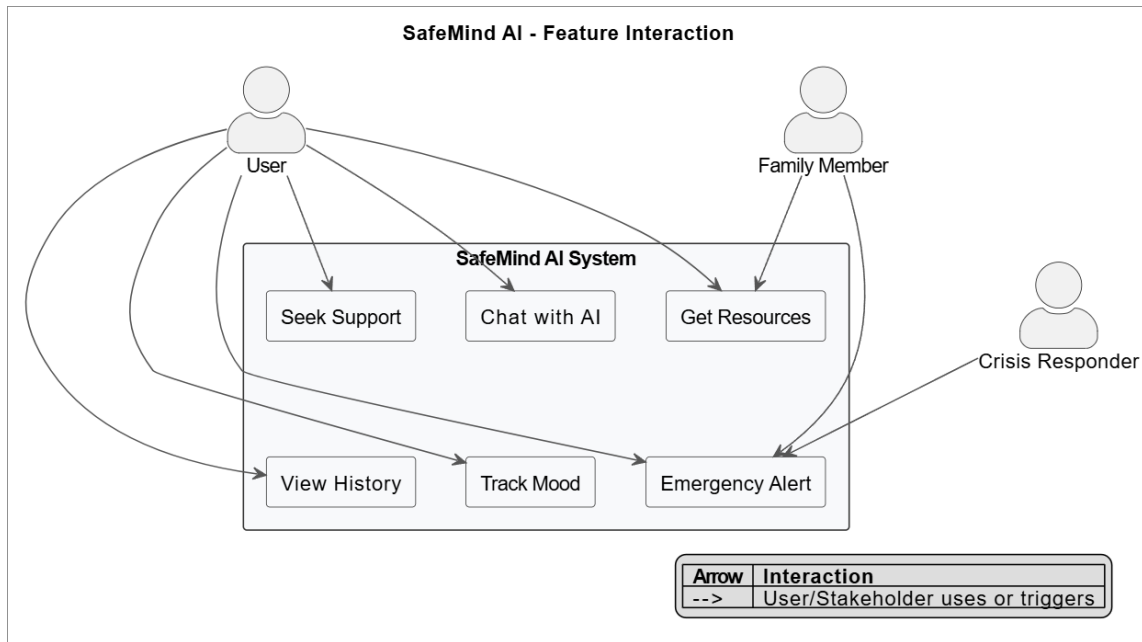 SafeMind AI - Feature Interaction
User
Family Member
SafeMind AI System
Seek Support
Chat with AI
Get Resources
Crisis Responder
View History
Track Mood
Emergency Alert
Arrow Interaction
--> User/Stakeholder uses or triggers